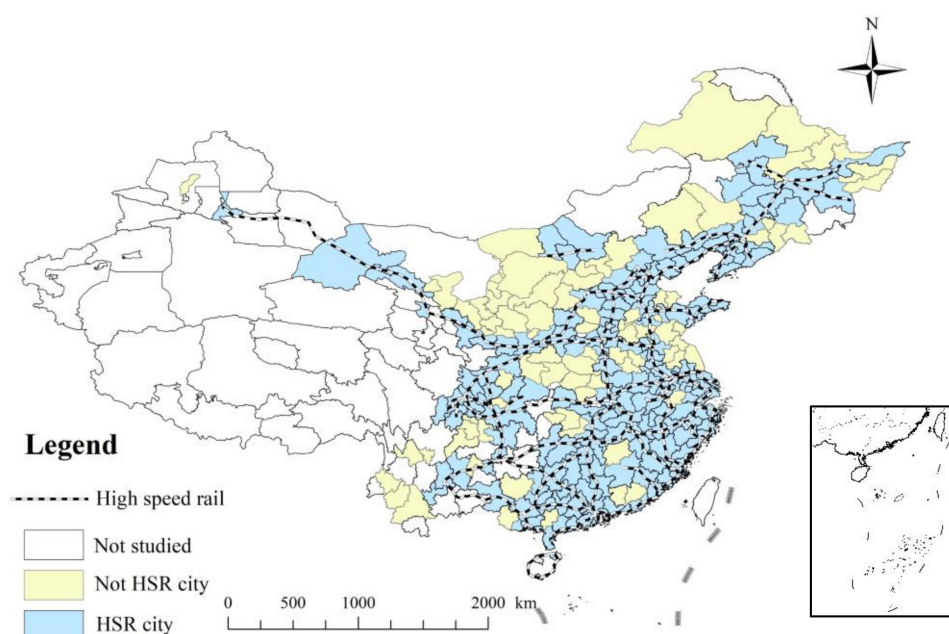 N
Legend
High speed rail
Not studied
Not HSR city
HSR city
0 500 1000 2000 km